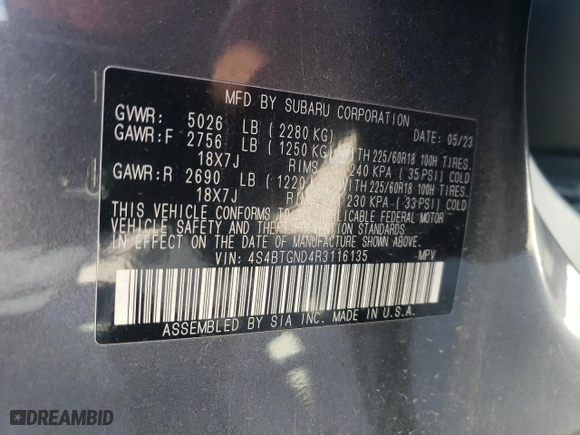 MFD BY SUBARU CORPORATION
GVWR: 5026 LB ( 2280 KG) DATE: 05/23
GAWR:F 2756 LB ( 1250 KG) WITH 225/60R18 100H TIRES,
18X7J RIMS 240 KPA ( 35 PSI) COLD
GAWR:R 2690 LB ( 1220 WITH 225/60R18 100H TIRES,
18X7J 230 KPA ( 33 PSI) COLD
THIS VEHICLE CONFORMS TO ALL APPLICABLE FEDERAL MOTOR
VEHICLE SAFETY AND THEFT PREVENTION STANDARDS
IN EFFECT ON THE DATE OF MANUFACTURE SHOWN ABOVE.
VIN: 4S4BTGND4R3116135 MPV
ASSEMBLED BY SIA INC. MADE IN U.S.A.
DREAMBID